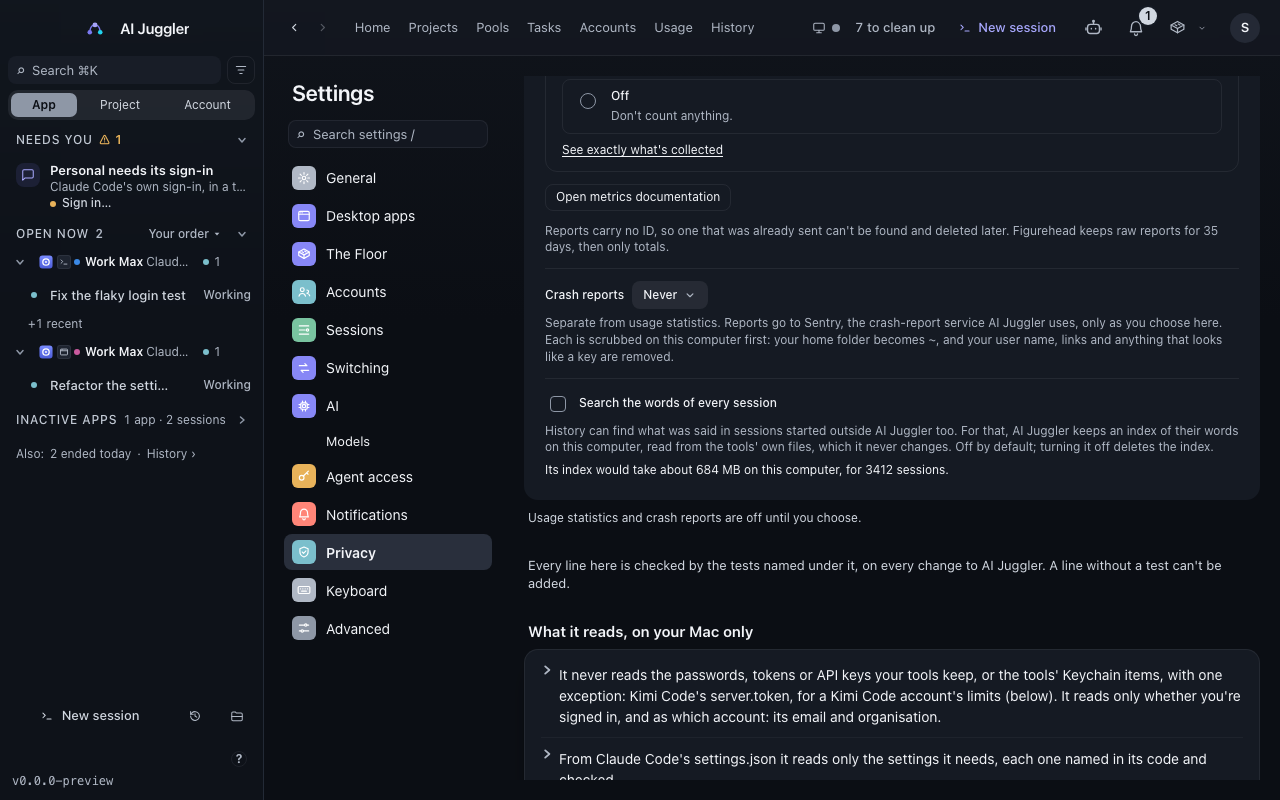 AI Juggler
Search ⌘K
App Project Account
NEEDS YOU 1
Personal needs its sign-in
Claude Code's own sign-in, in a t…
Sign in…
OPEN NOW 2 Your order
Work Max Claud… 1
Fix the flaky login test Working
+1 recent
Work Max Claud… 1
Refactor the setti… Working
INACTIVE APPS 1 app · 2 sessions
Also: 2 ended today · History ›
New session
?
v0.0.0-preview
Home Projects Pools Tasks Accounts Usage History 7 to clean up New session 1 S
Settings
Search settings /
General
Desktop apps
The Floor
Accounts
Sessions
Switching
AI
Models
Agent access
Notifications
Privacy
Keyboard
Advanced
Off
Don't count anything.
See exactly what's collected
Open metrics documentation
Reports carry no ID, so one that was already sent can't be found and deleted later. Figurehead keeps raw reports for 35
days, then only totals.
Crash reports Never
Separate from usage statistics. Reports go to Sentry, the crash-report service AI Juggler uses, only as you choose here.
Each is scrubbed on this computer first: your home folder becomes ~, and your user name, links and anything that looks
like a key are removed.
Search the words of every session
History can find what was said in sessions started outside AI Juggler too. For that, AI Juggler keeps an index of their words
on this computer, read from the tools' own files, which it never changes. Off by default; turning it off deletes the index.
Its index would take about 684 MB on this computer, for 3412 sessions.
Usage statistics and crash reports are off until you choose.
Every line here is checked by the tests named under it, on every change to AI Juggler. A line without a test can't be
added.
What it reads, on your Mac only
It never reads the passwords, tokens or API keys your tools keep, or the tools' Keychain items, with one
exception: Kimi Code's server.token, for a Kimi Code account's limits (below). It reads only whether you're
signed in, and as which account: its email and organisation.
From Claude Code's settings.json it reads only the settings it needs, each one named in its code and
checked